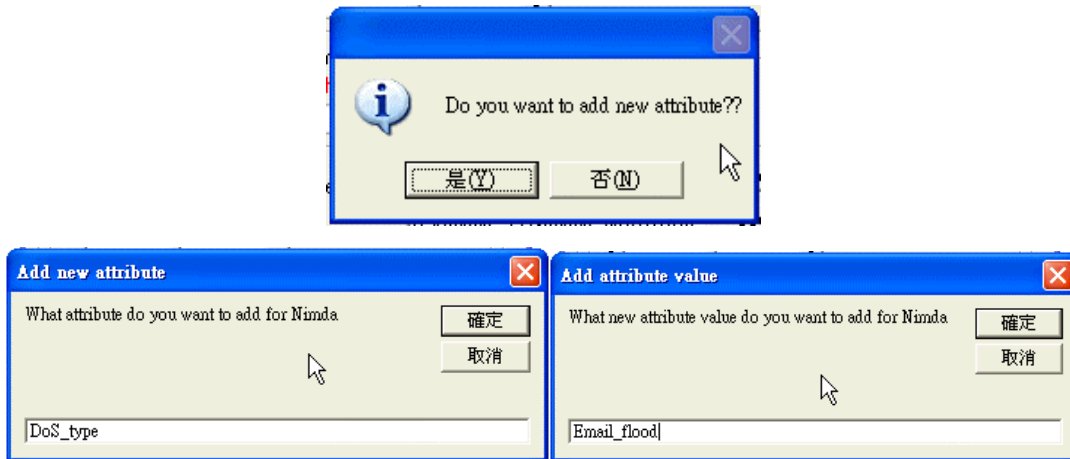 Do you want to add new attribute??
是(Y)
否(N)
Add new attribute
What attribute do you want to add for Nimda
確定
取消
DoS_type
Add attribute value
What new attribute value do you want to add for Nimda
確定
取消
Email_flood